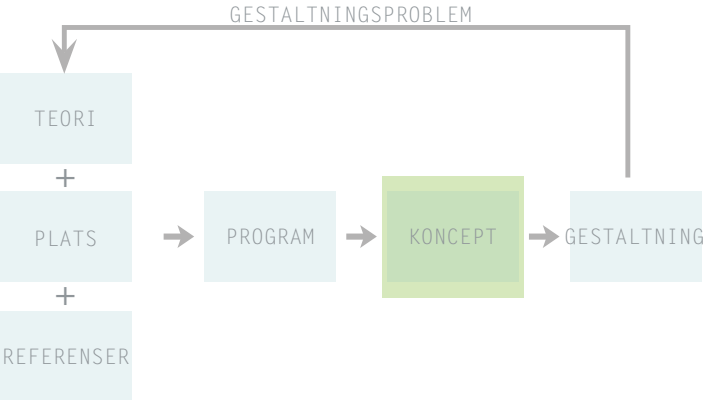 GESTALTNINGSPROBLEM
TEORI
+
PLATS
PROGRAM
KONCEPT
GESTALTNING
+
REFERENSER